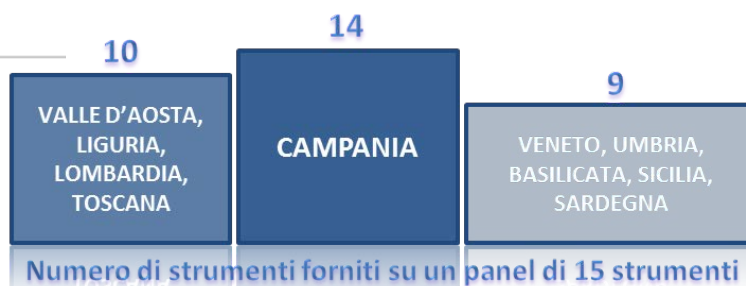 10
14
9
VALLE D'AOSTA,
LIGURIA,
LOMBARDIA,
TOSCANA
CAMPANIA
VENETO, UMBRIA,
BASILICATA, SICILIA,
SARDEGNA
Numero di strumenti forniti su un panel di 15 strumenti